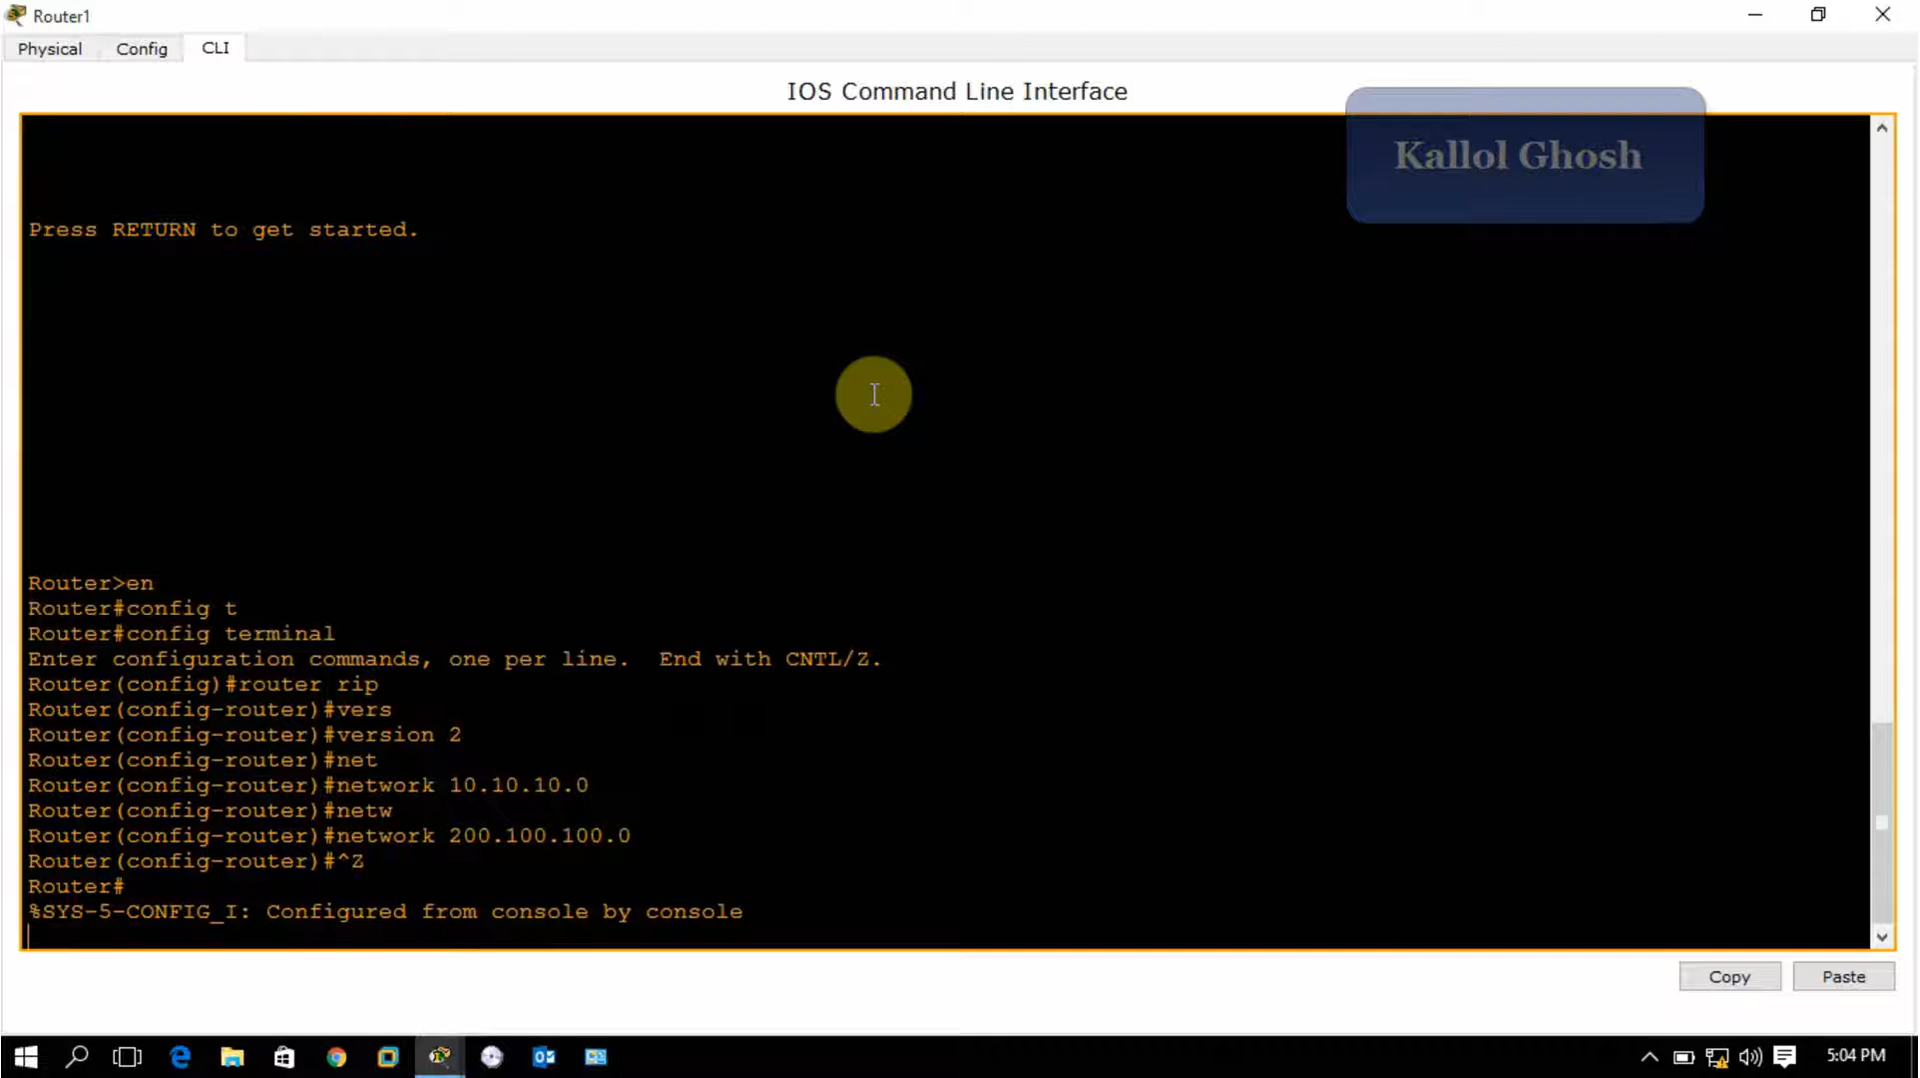 Router1
Physical Config CLI
IOS Command Line Interface
Kallol Ghosh
Press RETURN to get started.
Router>en
Router#config t
Router#config terminal
Enter configuration commands, one per line.  End with CNTL/Z.
Router(config)#router rip
Router(config-router)#vers
Router(config-router)#version 2
Router(config-router)#net
Router(config-router)#network 10.10.10.0
Router(config-router)#netw
Router(config-router)#network 200.100.100.0
Router(config-router)#^Z
Router#
%SYS-5-CONFIG_I: Configured from console by console
Copy Paste
5:04 PM